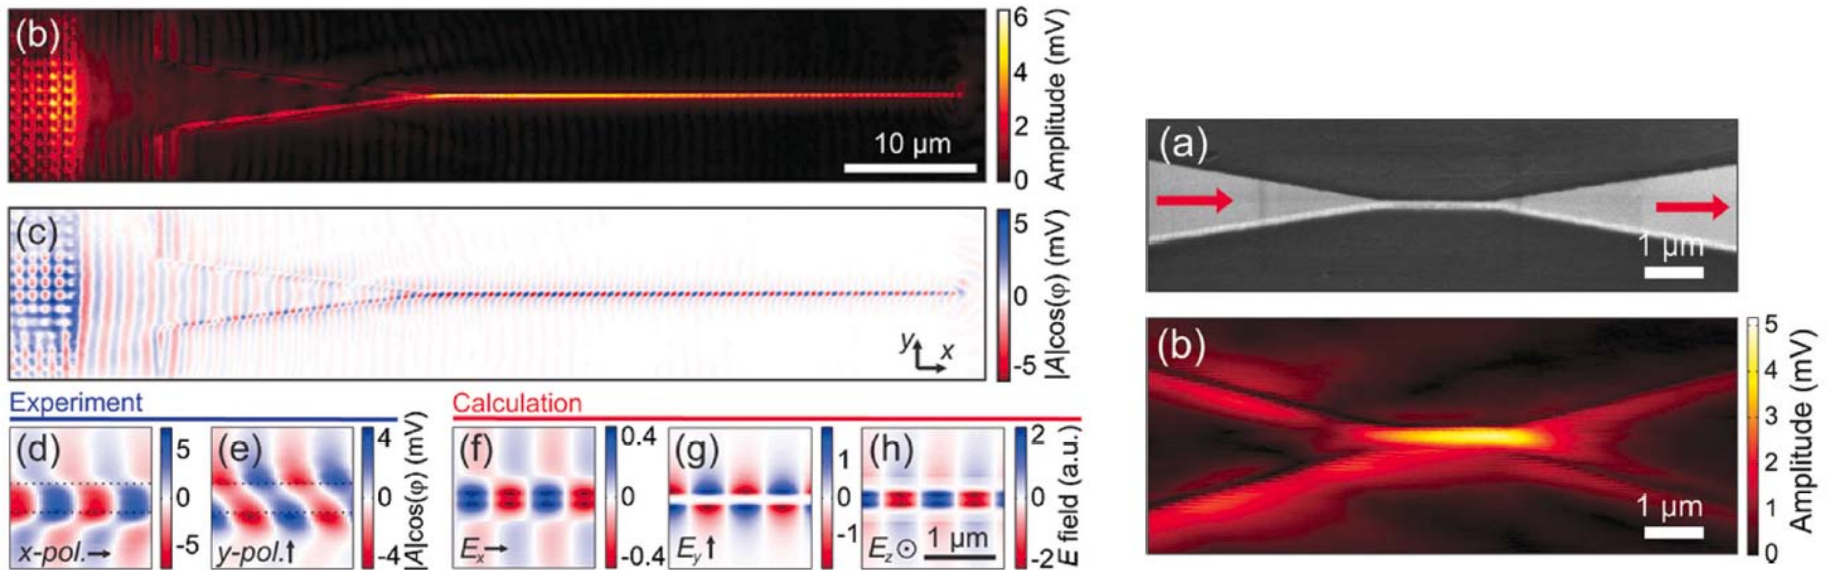 (b)
10 µm
6
4
2
0
Amplitude (mV)
(c)
y
x
5
0
-5
|A|cos(φ) (mV)
Experiment
Calculation
(d)
x-pol.
5
0
-5
(e)
y-pol.
4
0
-4
|A|cos(φ) (mV)
(f)
Ex
0.4
0
-0.4
(g)
Ey
1
0
-1
(h)
Ez
1 µm
2
0
-2
E field (a.u.)
(a)
1 µm
(b)
1 µm
5
4
3
2
1
0
Amplitude (mV)